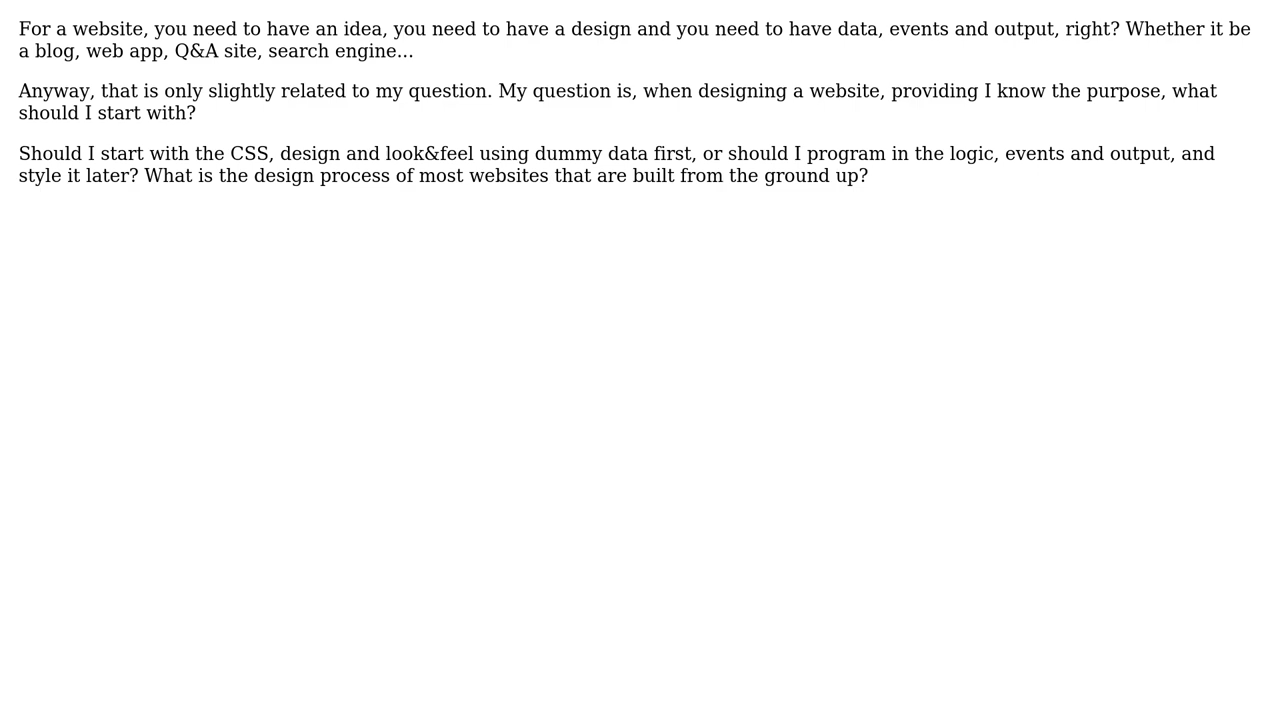 For a website, you need to have an idea, you need to have a design and you need to have data, events and output, right? Whether it be
a blog, web app, Q&A site, search engine...
Anyway, that is only slightly related to my question. My question is, when designing a website, providing I know the purpose, what
should I start with?
Should I start with the CSS, design and look&feel using dummy data first, or should I program in the logic, events and output, and
style it later? What is the design process of most websites that are built from the ground up?